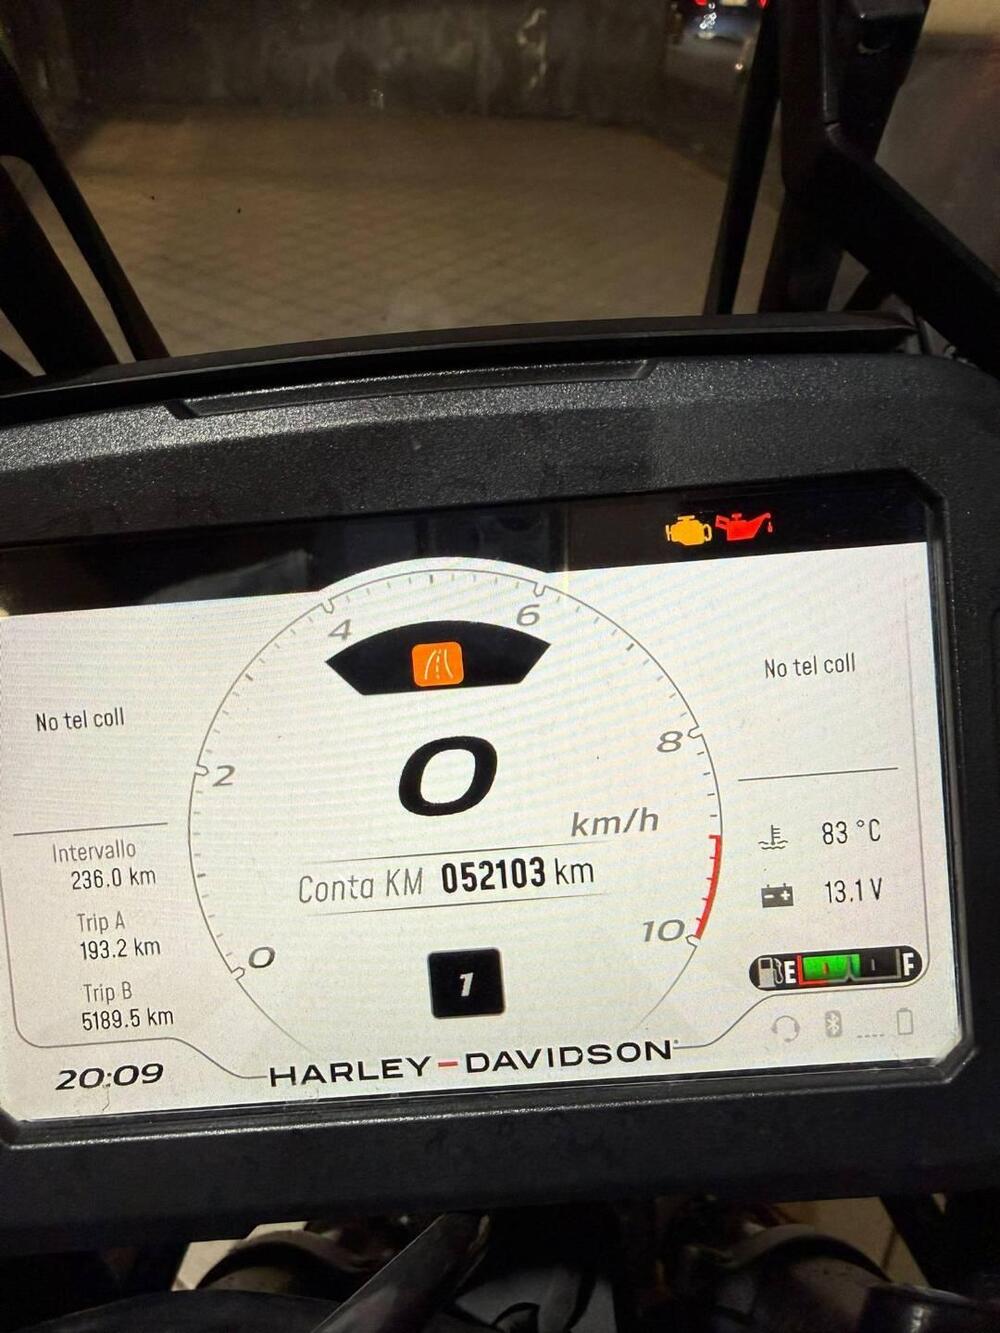 4
6
No tel coll
No tel coll
2
8
0
km/h
Intervallo
236.0 km
Conta KM 052103 km
83 °C
13.1 V
Trip A
193.2 km
0
10
E F
1
Trip B
5189.5 km
20:09
HARLEY-DAVIDSON